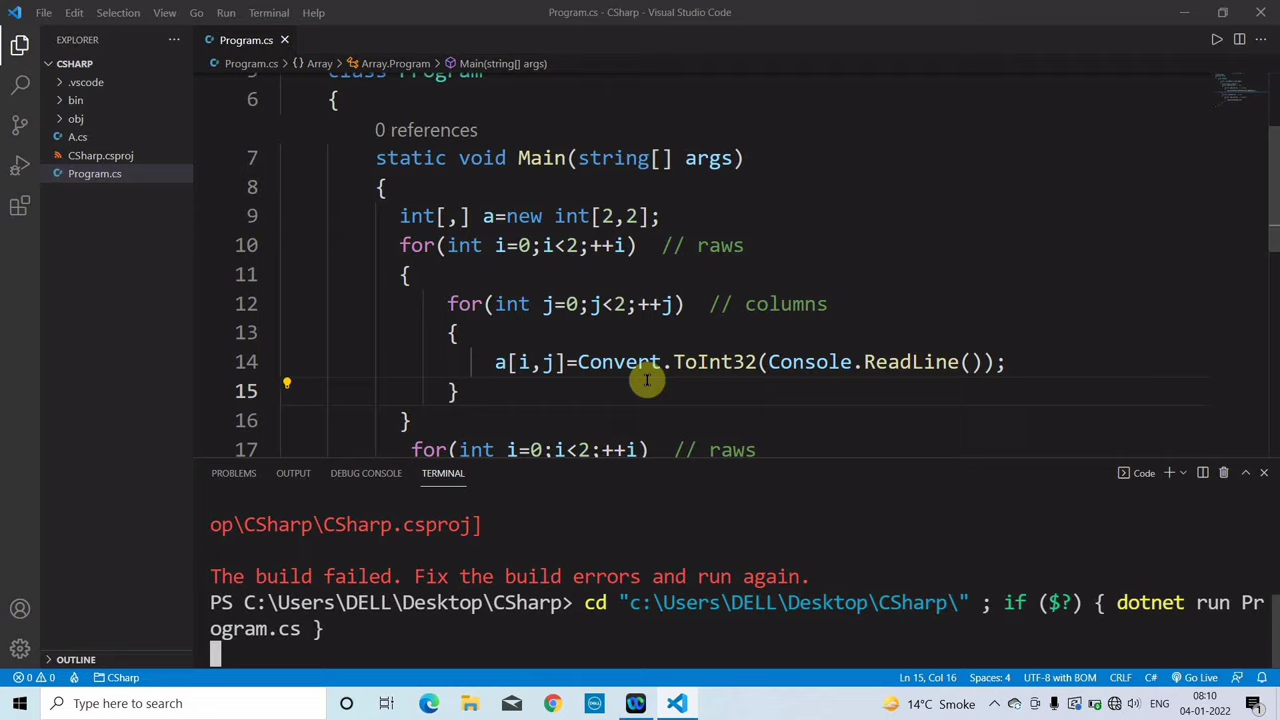 File Edit Selection View Go Run Terminal Help Program.cs - CSharp - Visual Studio Code
EXPLORER ... Program.cs
CSHARP Program.cs > {} Array > Array.Program > Main(string[] args)
.vscode
bin
obj
A.cs
CSharp.csproj
Program.cs
class Program
6 {
0 references
7 static void Main(string[] args)
8 {
9 int[,] a=new int[2,2];
10 for(int i=0;i<2;++i) // raws
11 {
12 for(int j=0;j<2;++j) // columns
13 {
14 a[i,j]=Convert.ToInt32(Console.ReadLine());
15 }
16 }
17 for(int i=0;i<2;++i) // raws
PROBLEMS OUTPUT DEBUG CONSOLE TERMINAL Code
op\CSharp\CSharp.csproj]
The build failed. Fix the build errors and run again.
PS C:\Users\DELL\Desktop\CSharp> cd "c:\Users\DELL\Desktop\CSharp\" ; if ($?) { dotnet run Pr
ogram.cs }
OUTLINE
0 0 CSharp Ln 15, Col 16 Spaces: 4 UTF-8 with BOM CRLF C# Go Live
Type here to search DELL 14°C Smoke ENG 08:10
04-01-2022 1